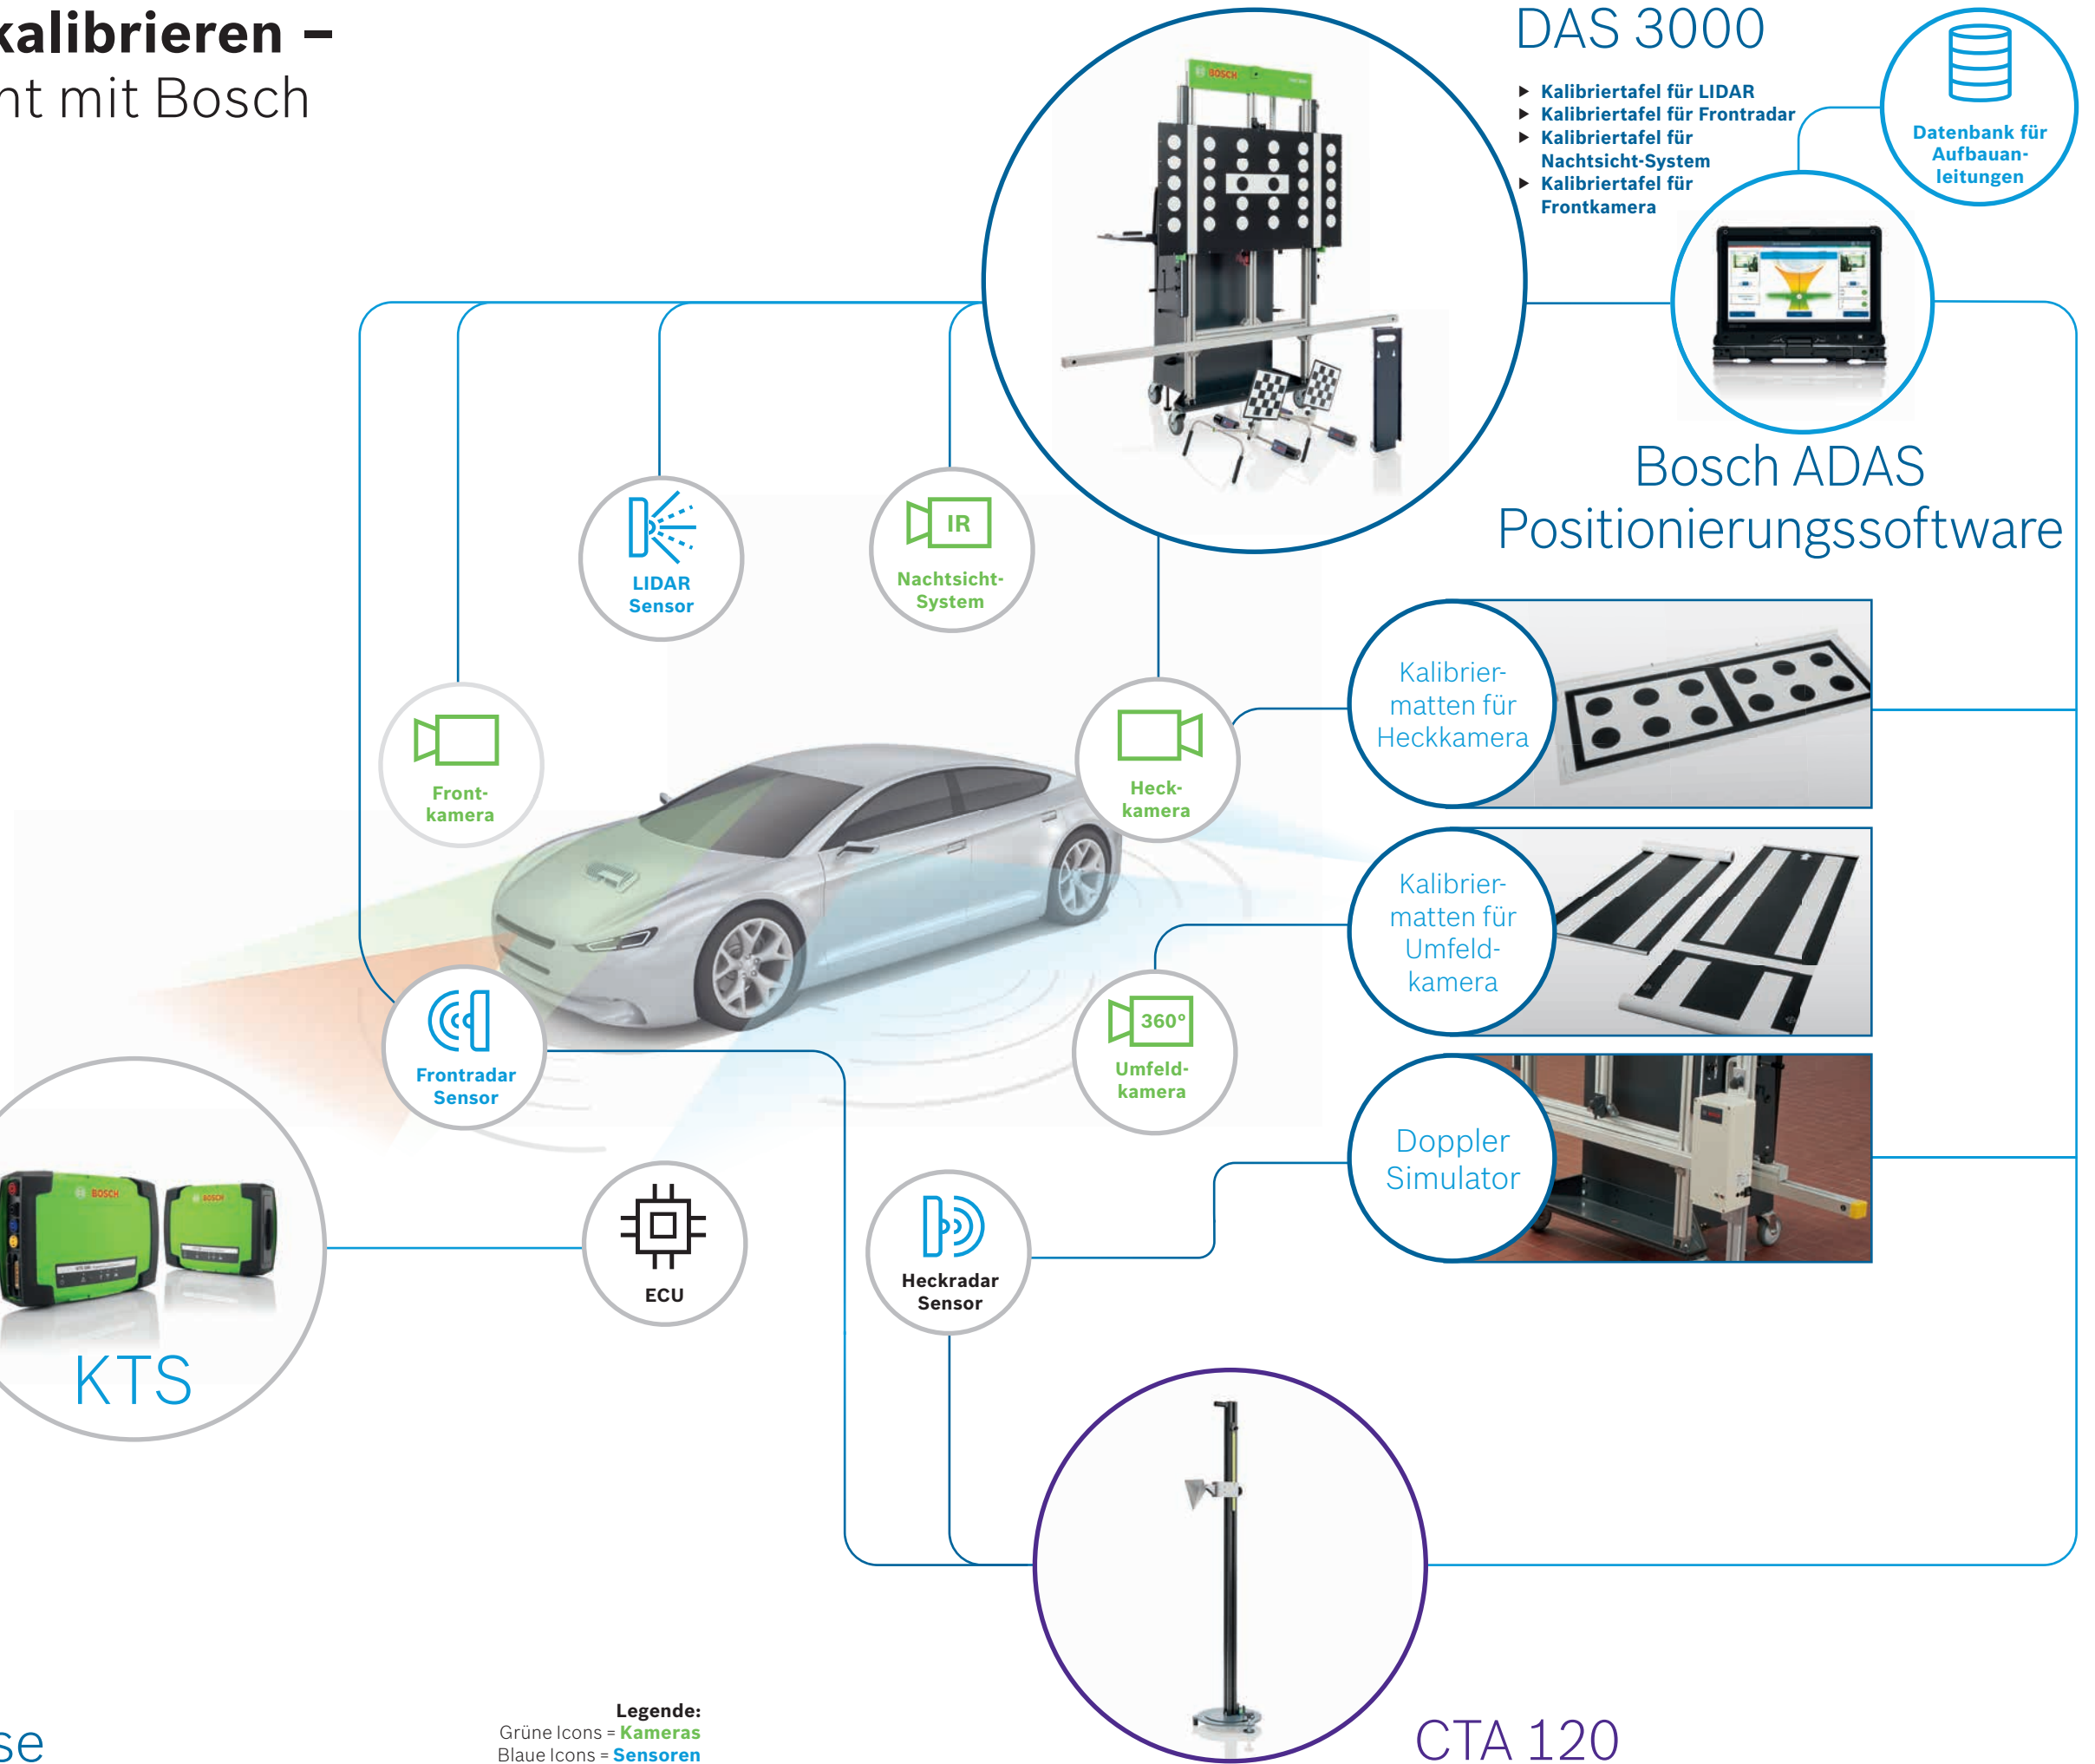 kalibrieren –
nt mit Bosch
DAS 3000
▶ Kalibriertafel für LIDAR
▶ Kalibriertafel für Frontradar
▶ Kalibriertafel für
Nachtsicht-System
▶ Kalibriertafel für
Frontkamera
Datenbank für
Aufbauan-
leitungen
BOSCH
Bosch ADAS
Positionierungssoftware
LIDAR
Sensor
IR
Nachtsicht-
System
Front-
kamera
Heck-
kamera
Kalibrier-
matten für
Heckkamera
Kalibrier-
matten für
Umfeld-
kamera
Frontradar
Sensor
360°
Umfeld-
kamera
Doppler
Simulator
BOSCH
BOSCH
KTS
ECU
Heckradar
Sensor
CTA 120
se
Legende:
Grüne Icons = Kameras
Blaue Icons = Sensoren